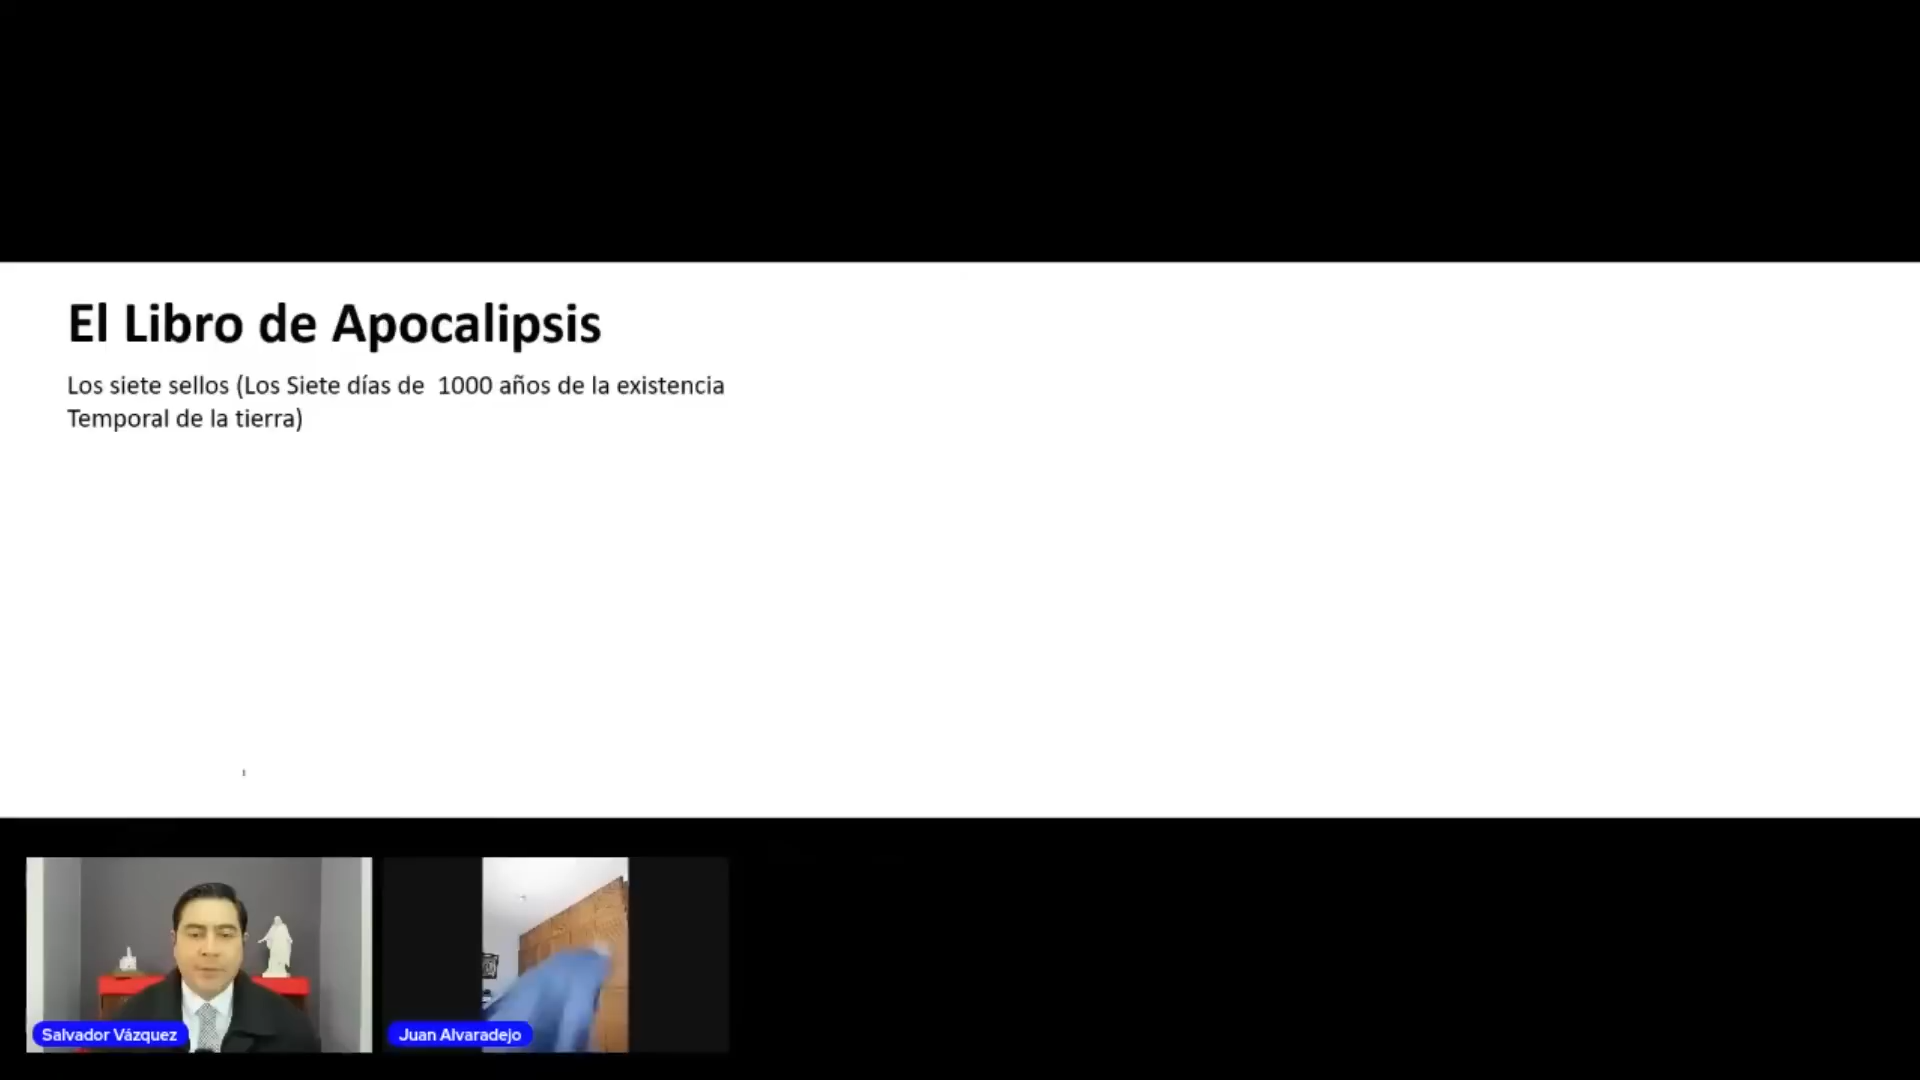 El Libro de Apocalipsis
Los siete sellos (Los Siete días de  1000 años de la existencia
Temporal de la tierra)
Salvador Vázquez
Juan Alvaradejo